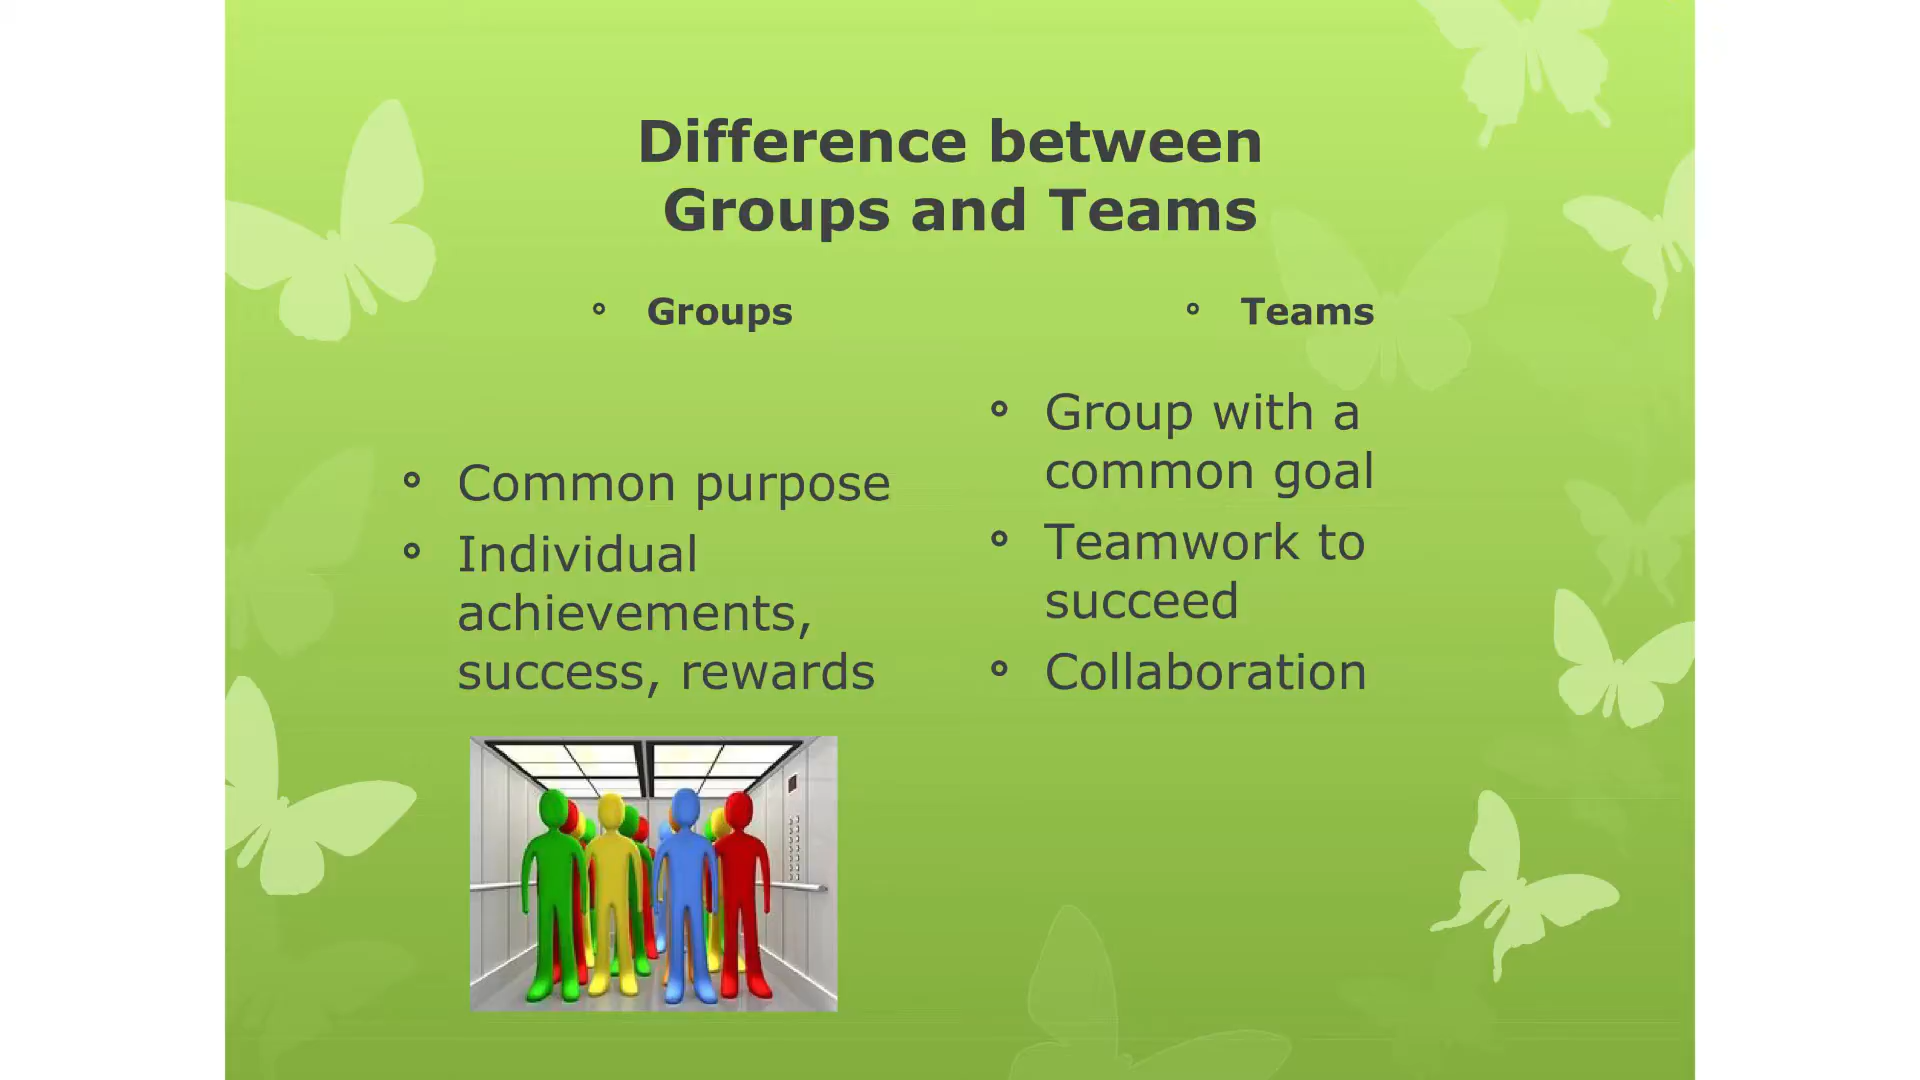 Difference between
Groups and Teams
Groups
Common purpose
Individual
achievements,
success, rewards
Teams
Group with a
common goal
Teamwork to
succeed
Collaboration